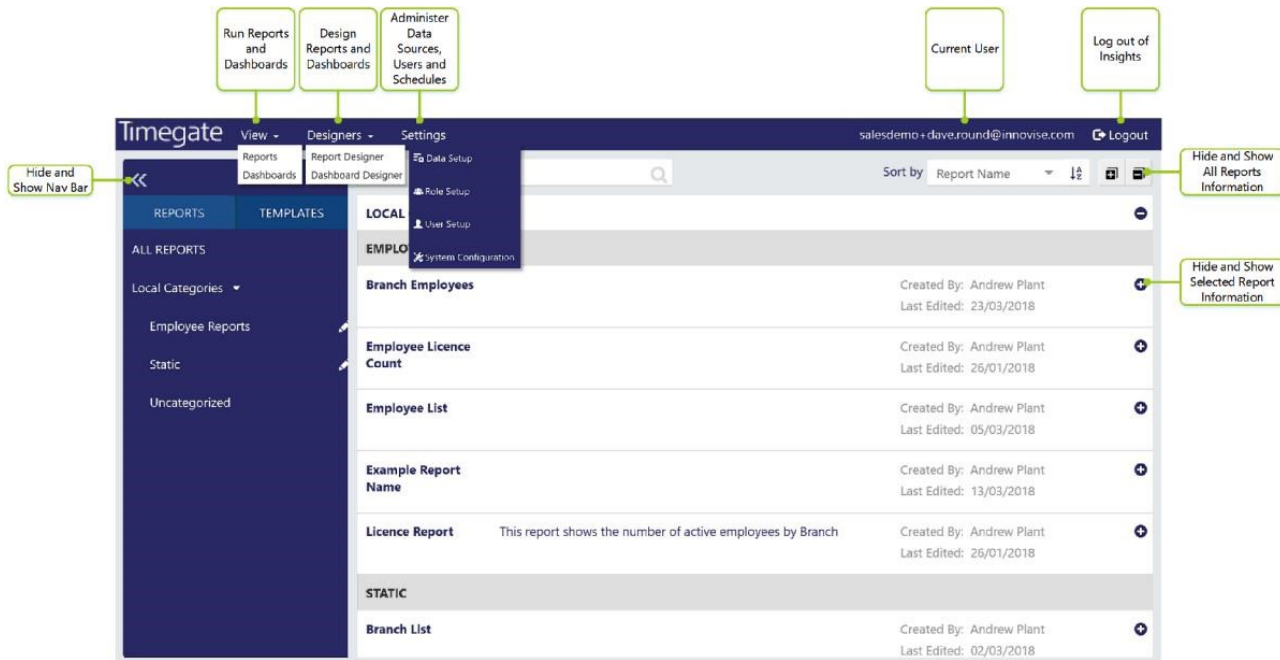 Run Reports
and
Dashboards
Design
Reports and
Dashboards
Administer
Data
Sources,
Users and
Schedules
Current User
Log out of
Insights
Timegate
View
Designers
Settings
salesdemo+dave.round@innovise.com
Logout
Reports
Dashboards
Report Designer
Dashboard Designer
Data Setup
Role Setup
User Setup
System Configuration
Hide and
Show Nav Bar
Sort by
Report Name
Hide and Show
All Reports
Information
REPORTS
TEMPLATES
ALL REPORTS
Local Categories
Employee Reports
Static
Uncategorized
LOCAL
EMPLO
Branch Employees
Created By: Andrew Plant
Last Edited: 23/03/2018
Hide and Show
Selected Report
Information
Employee Licence
Count
Created By: Andrew Plant
Last Edited: 26/01/2018
Employee List
Created By: Andrew Plant
Last Edited: 05/03/2018
Example Report
Name
Created By: Andrew Plant
Last Edited: 13/03/2018
Licence Report
This report shows the number of active employees by Branch
Created By: Andrew Plant
Last Edited: 26/01/2018
STATIC
Branch List
Created By: Andrew Plant
Last Edited: 02/03/2018